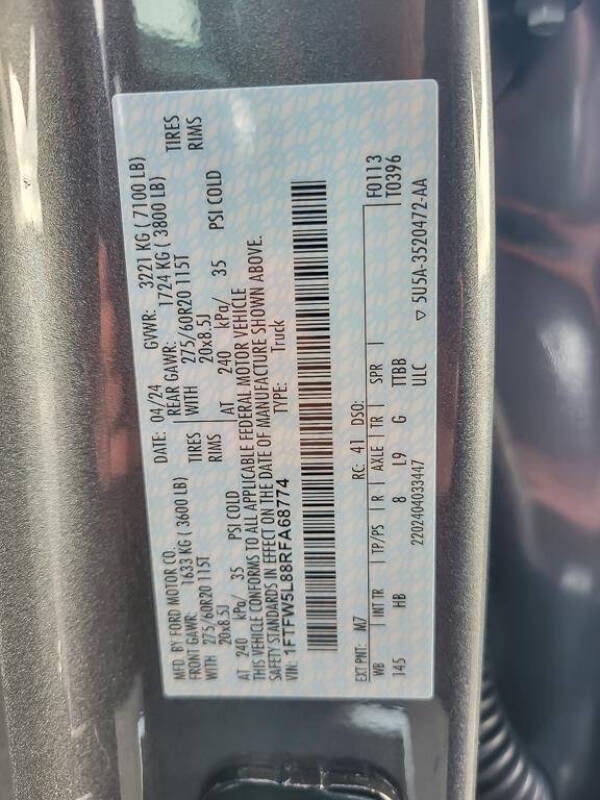 MFD. BY FORD MOTOR CO. DATE: 04/24 GVWR: 3221 KG ( 7100 LB)
FRONT GAWR: 1633 KG ( 3600 LB) REAR GAWR: 1724 KG ( 3800 LB)
WITH 275/60R20 115T TIRES WITH 275/60R20 115T TIRES
20x8.5J RIMS 20x8.5J RIMS
AT 240 kPa/ 35 PSI COLD AT 240 kPa/ 35 PSI COLD
THIS VEHICLE CONFORMS TO ALL APPLICABLE FEDERAL MOTOR VEHICLE
SAFETY STANDARDS IN EFFECT ON THE DATE OF MANUFACTURE SHOWN ABOVE.
VIN: 1FTFW5L88RFA68774 TYPE: Truck
F0113
EXT PNT: M7 RC: 41 DSO: T0396
WB INT TR TP/PS R AXLE TR SPR
145 HB 8 L9 G TTBB
2202404033447 ULC ▽ 5U5A-3520472-AA